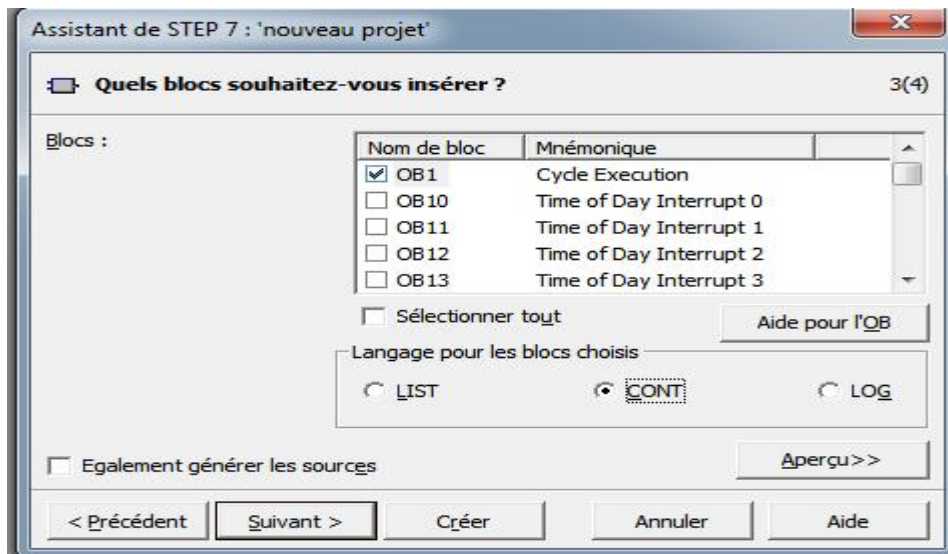 Assistant de STEP 7 : 'nouveau projet'
Quels blocs souhaitez-vous insérer ? 3(4)
Blocs :
Nom de bloc Mnémonique
OB1 Cycle Execution
OB10 Time of Day Interrupt 0
OB11 Time of Day Interrupt 1
OB12 Time of Day Interrupt 2
OB13 Time of Day Interrupt 3
Sélectionner tout Aide pour l'OB
Langage pour les blocs choisis
LIST CONT LOG
Egalement générer les sources Aperçu>>
< Précédent Suivant > Créer Annuler Aide